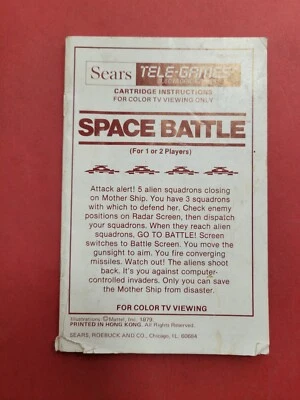 Sears TELE-GAMES
CARTRIDGE INSTRUCTIONS
FOR COLOR TV VIEWING ONLY
SPACE BATTLE
(For 1 or 2 Players)
Attack alert! 5 alien squadrons closing
on Mother Ship. You have 3 squadrons
with which to defend her. Check enemy
positions on Radar Screen, then dispatch
your squadrons. When they reach alien
squadrons, GO TO BATTLE! Screen
switches to Battle Screen. You move the
gunsight to aim. You fire converging
missiles. Watch out! The aliens shoot
back. It's you against computer-
controlled invaders. Only you can save
the Mother Ship from disaster.
FOR COLOR TV VIEWING
Illustrations © Mattel, Inc. 1979.
PRINTED IN HONG KONG. All Rights Reserved.
SEARS, ROEBUCK AND CO., Chicago, IL 60684